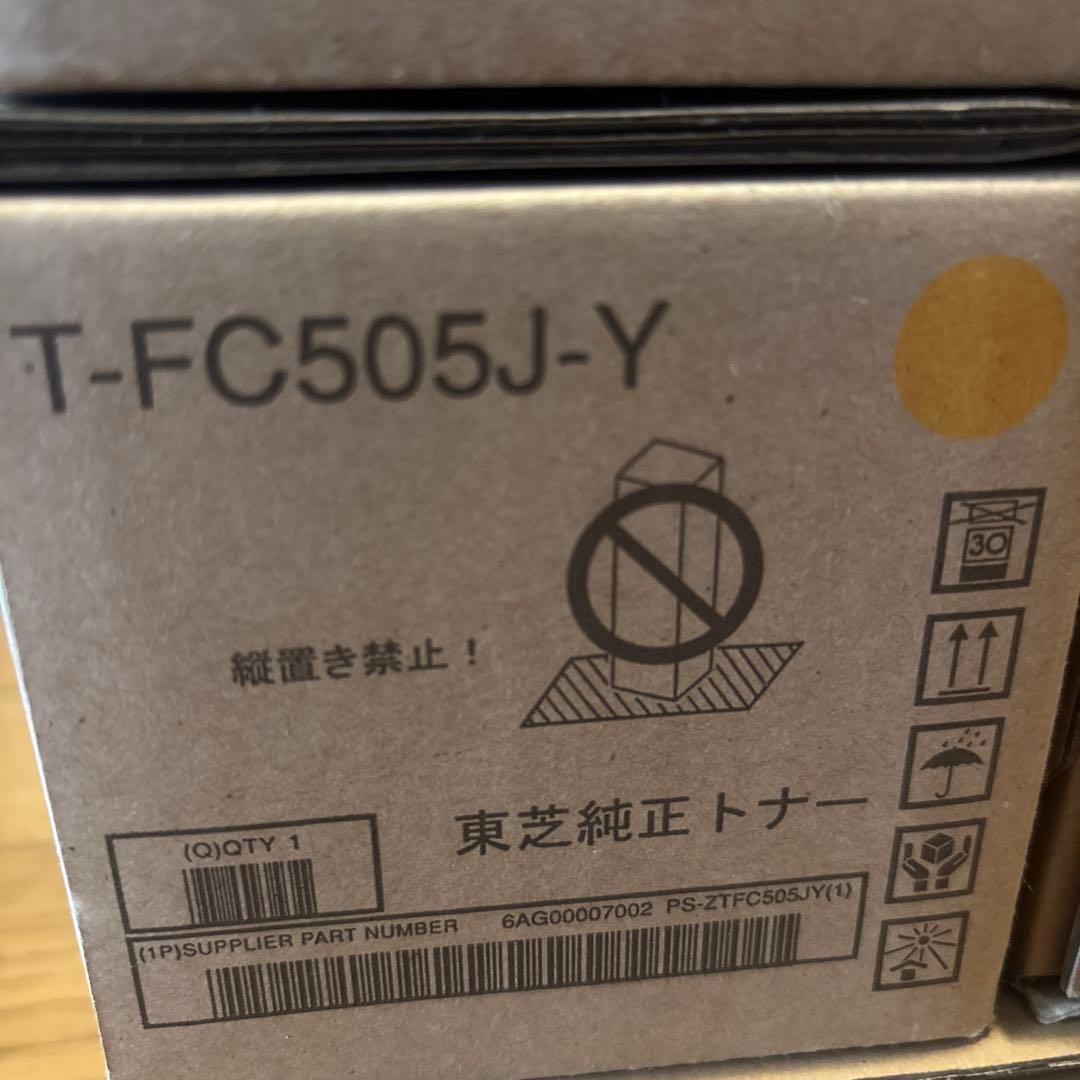 T-FC505J-Y
30
縦置き禁止！
東芝純正トナー
(Q)QTY 1
(1P)SUPPLIER PART NUMBER 6AG00007002 PS-ZTFC505JY(1)